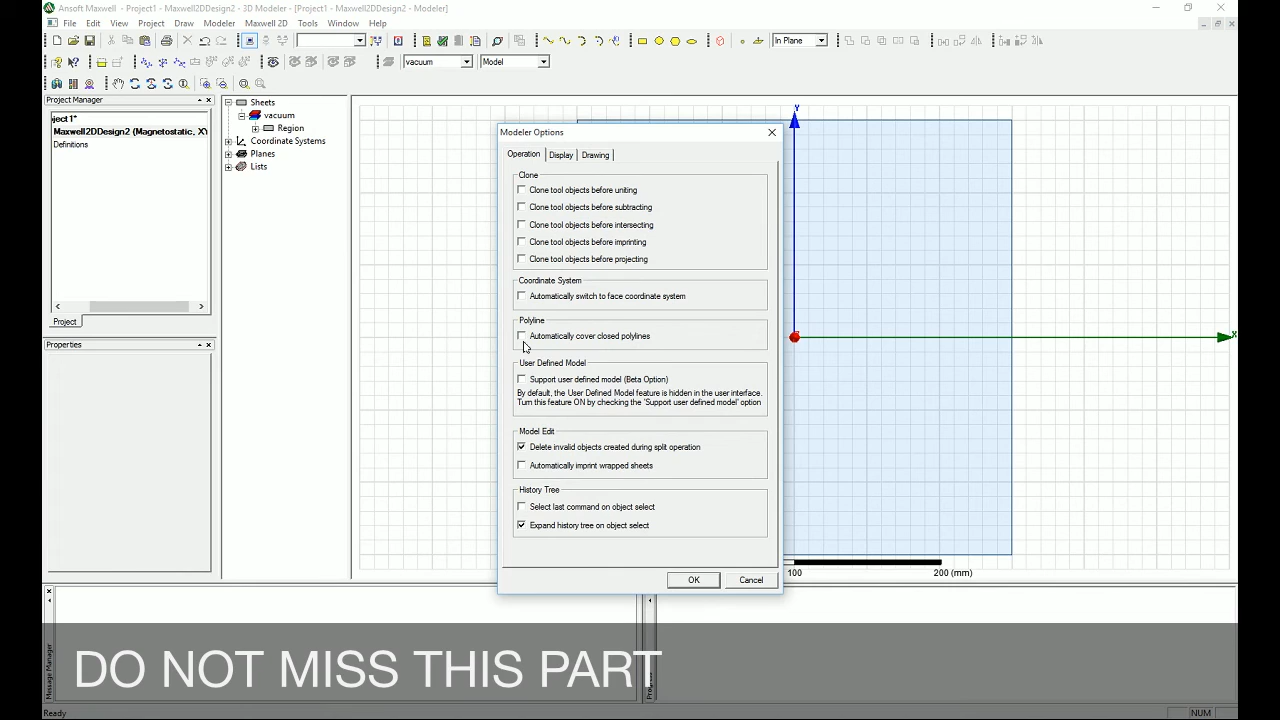 Ansoft Maxwell - Project1 - Maxwell2DDesign2 - 3D Modeler - [Project1 - Maxwell2DDesign2 - Modeler]
File Edit View Project Draw Modeler Maxwell 2D Tools Window Help
In Plane
vacuum Model
Project Manager
ject 1*
Maxwell2DDesign2 (Magnetostatic, XY
Definitions
Project
Properties
Sheets
vacuum
Region
Coordinate Systems
Planes
Lists
Modeler Options
Operation Display Drawing
Clone
Clone tool objects before uniting
Clone tool objects before subtracting
Clone tool objects before intersecting
Clone tool objects before imprinting
Clone tool objects before projecting
Coordinate System
Automatically switch to face coordinate system
Polyline
Automatically cover closed polylines
User Defined Model
Support user defined model (Beta Option)
By default, the User Defined Model feature is hidden in the user interface.
Turn this feature ON by checking the 'Support user defined model' option
Model Edit
Delete invalid objects created during split operation
Automatically imprint wrapped sheets
History Tree
Select last command on object select
Expand history tree on object select
OK Cancel
Y
X
100 200 (mm)
Message Manager
DO NOT MISS THIS PART
Ready
NUM